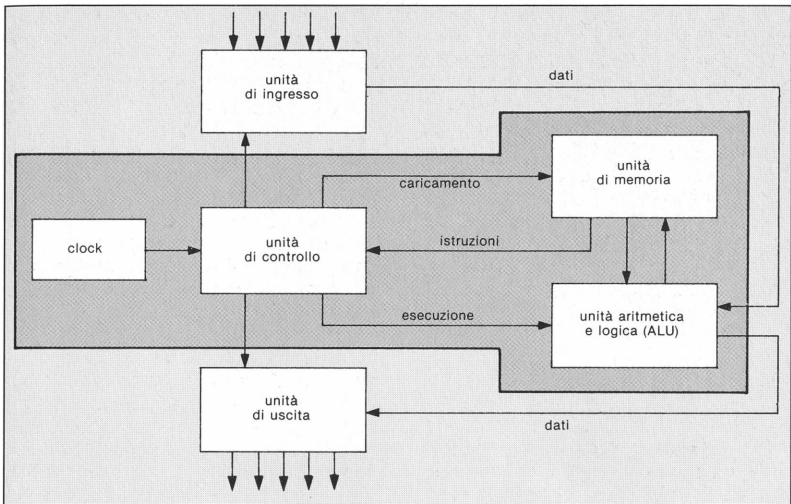 unità
di ingresso
dati
unità
di memoria
caricamento
clock
unità
di controllo
istruzioni
esecuzione
unità aritmetica
e logica (ALU)
unità
di uscita
dati